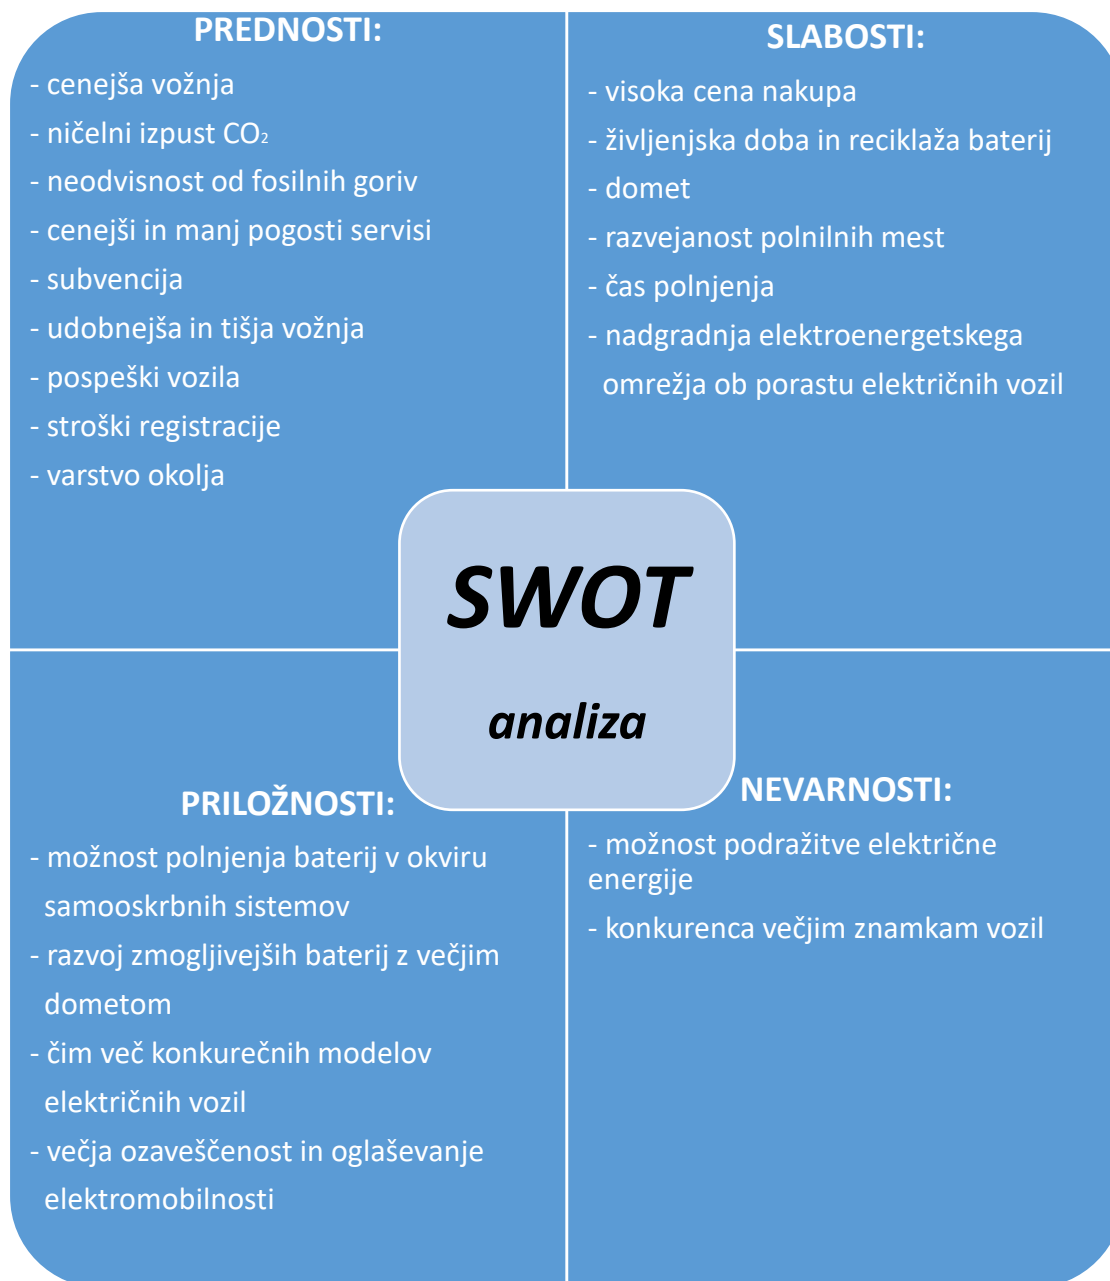 PREDNOSTI:
- cenejša vožnja
- ničelni izpust CO₂
- neodvisnost od fosilnih goriv
- cenejši in manj pogosti servisi
- subvencija
- udobnejša in tišja vožnja
- pospeški vozila
- stroški registracije
- varstvo okolja
SLABOSTI:
- visoka cena nakupa
- življenjska doba in reciklaža baterij
- domet
- razvejanost polnilnih mest
- čas polnjenja
- nadgradnja elektroenergetskega
omrežja ob porastu električnih vozil
SWOT
analiza
PRILOŽNOSTI:
- možnost polnjenja baterij v okviru
samooskrbnih sistemov
- razvoj zmogljivejših baterij z večjim
dometom
- čim več konkurečnih modelov
električnih vozil
- večja ozaveščenost in oglaševanje
elektromobilnosti
NEVARNOSTI:
- možnost podražitve električne
energije
- konkurenca večjim znamkam vozil